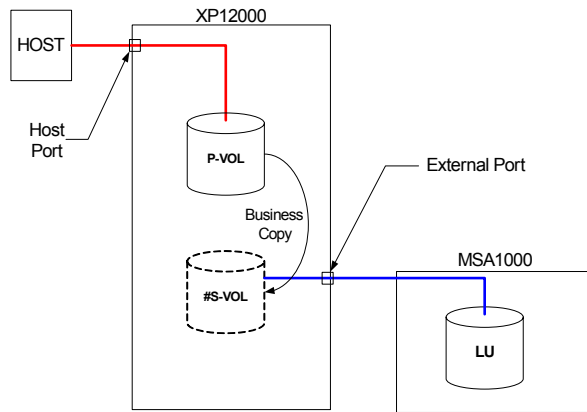 XP12000
HOST
Host
Port
P-VOL
External Port
Business
Copy
MSA1000
#S-VOL
LU